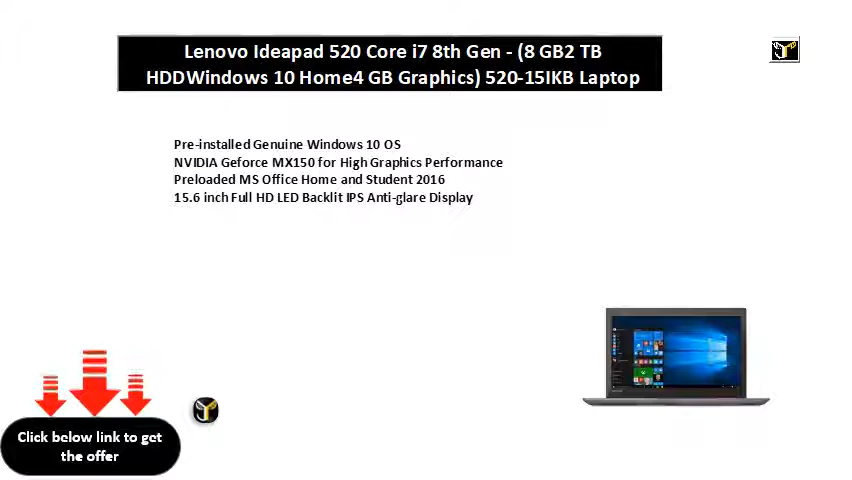 Lenovo Ideapad 520 Core i7 8th Gen - (8 GB2 TB
HDDWindows 10 Home4 GB Graphics) 520-15IKB Laptop
Pre-installed Genuine Windows 10 OS
NVIDIA Geforce MX150 for High Graphics Performance
Preloaded MS Office Home and Student 2016
15.6 inch Full HD LED Backlit IPS Anti-glare Display
Click below link to get
the offer